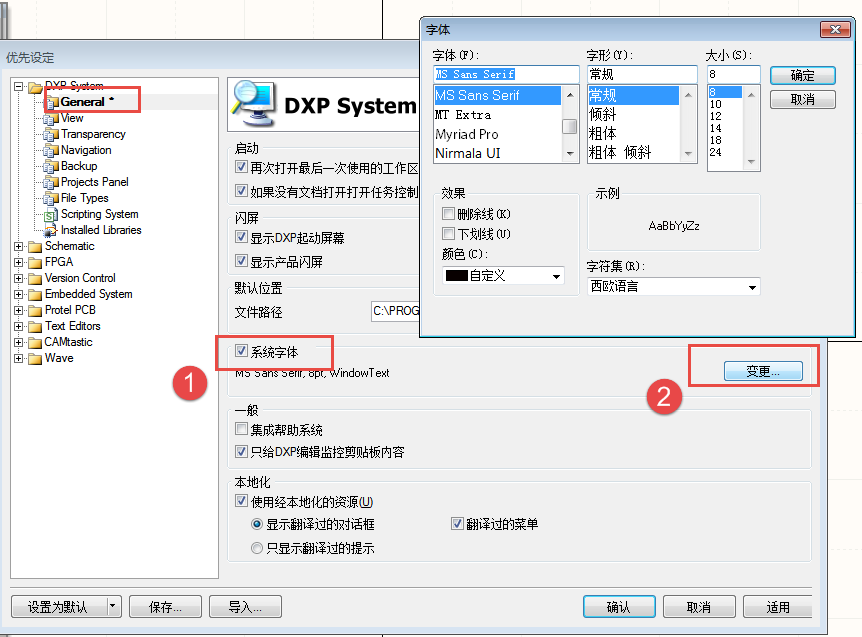 字体
字体(F):
字形(Y):
大小(S):
MS Sans Serif
常规
8
确定
MS Sans Serif
MT Extra
Myriad Pro
Nirmala UI
常规
倾斜
粗体
粗体 倾斜
8
10
12
14
18
24
取消
效果
删除线(K)
下划线(U)
颜色(C):
自定义
示例
AaBbYyZz
字符集(R):
西欧语言
优先设定
DXP System
General *
View
Transparency
Navigation
Backup
Projects Panel
File Types
Scripting System
Installed Libraries
Schematic
FPGA
Version Control
Embedded System
Protel PCB
Text Editors
CAMtastic
Wave
DXP System
启动
再次打开最后一次使用的工作区
如果没有文档打开打开任务控制
闪屏
显示DXP起动屏幕
显示产品闪屏
默认位置
文件路径
C:\PROG
系统字体
MS Sans Serif, 8pt, WindowText
变更...
1
2
一般
集成帮助系统
只给DXP编辑监控剪贴板内容
本地化
使用经本地化的资源(U)
显示翻译过的对话框
翻译过的菜单
只显示翻译过的提示
设置为默认
保存...
导入...
确认
取消
适用